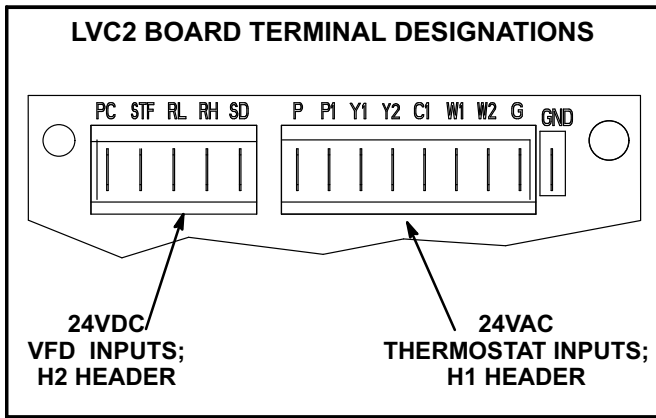 LVC2 BOARD TERMINAL DESIGNATIONS
PC STF RL RH SD P P1 Y1 Y2 C1 W1 W2 G GND
24VDC
VFD INPUTS;
H2 HEADER
24VAC
THERMOSTAT INPUTS;
H1 HEADER